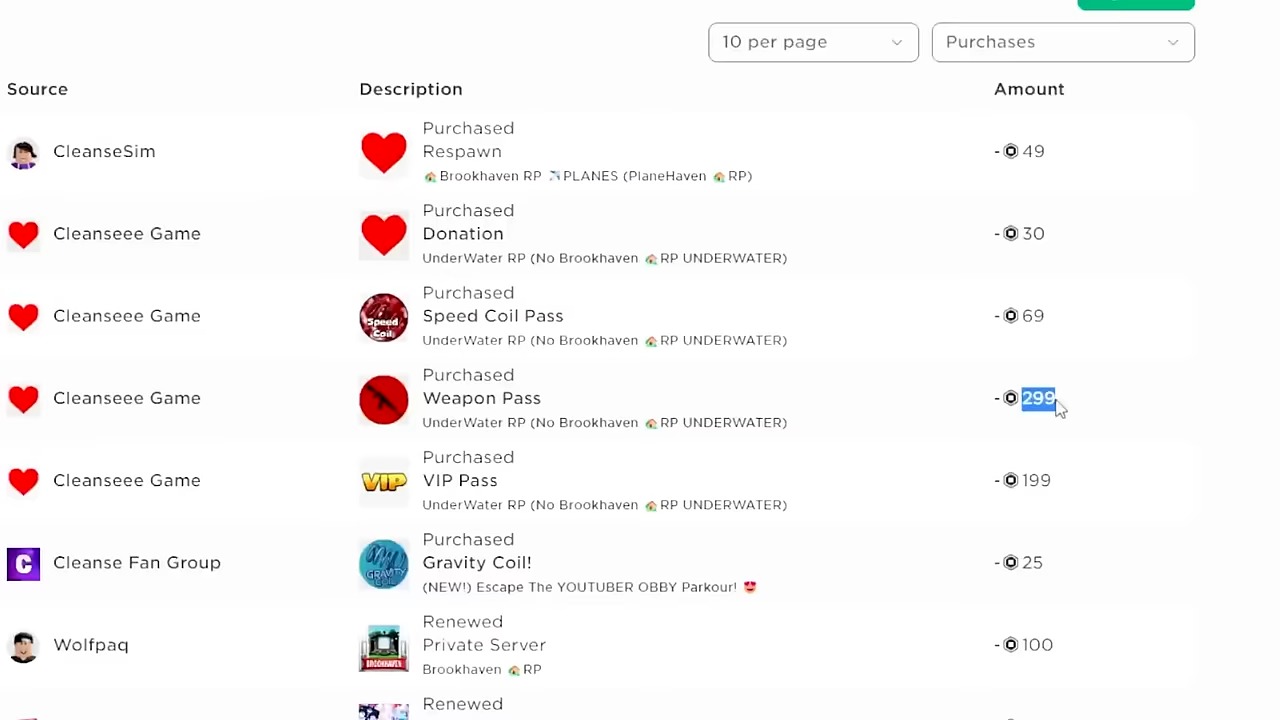 10 per page
Purchases
Source
Description
Amount
CleanseSim
Purchased
Respawn
🏠Brookhaven RP ✈️PLANES (PlaneHaven 🏠RP)
- 49
Cleanseee Game
Purchased
Donation
UnderWater RP (No Brookhaven 🏠RP UNDERWATER)
- 30
Cleanseee Game
Speed Coil
Purchased
Speed Coil Pass
UnderWater RP (No Brookhaven 🏠RP UNDERWATER)
- 69
Cleanseee Game
Purchased
Weapon Pass
UnderWater RP (No Brookhaven 🏠RP UNDERWATER)
- 299
Cleanseee Game
VIP
Purchased
VIP Pass
UnderWater RP (No Brookhaven 🏠RP UNDERWATER)
- 199
C
Cleanse Fan Group
GRAVITY COIL
Purchased
Gravity Coil!
(NEW!) Escape The YOUTUBER OBBY Parkour! 😍
- 25
Wolfpaq
BROOKHAVEN
Renewed
Private Server
Brookhaven 🏠RP
- 100
Renewed